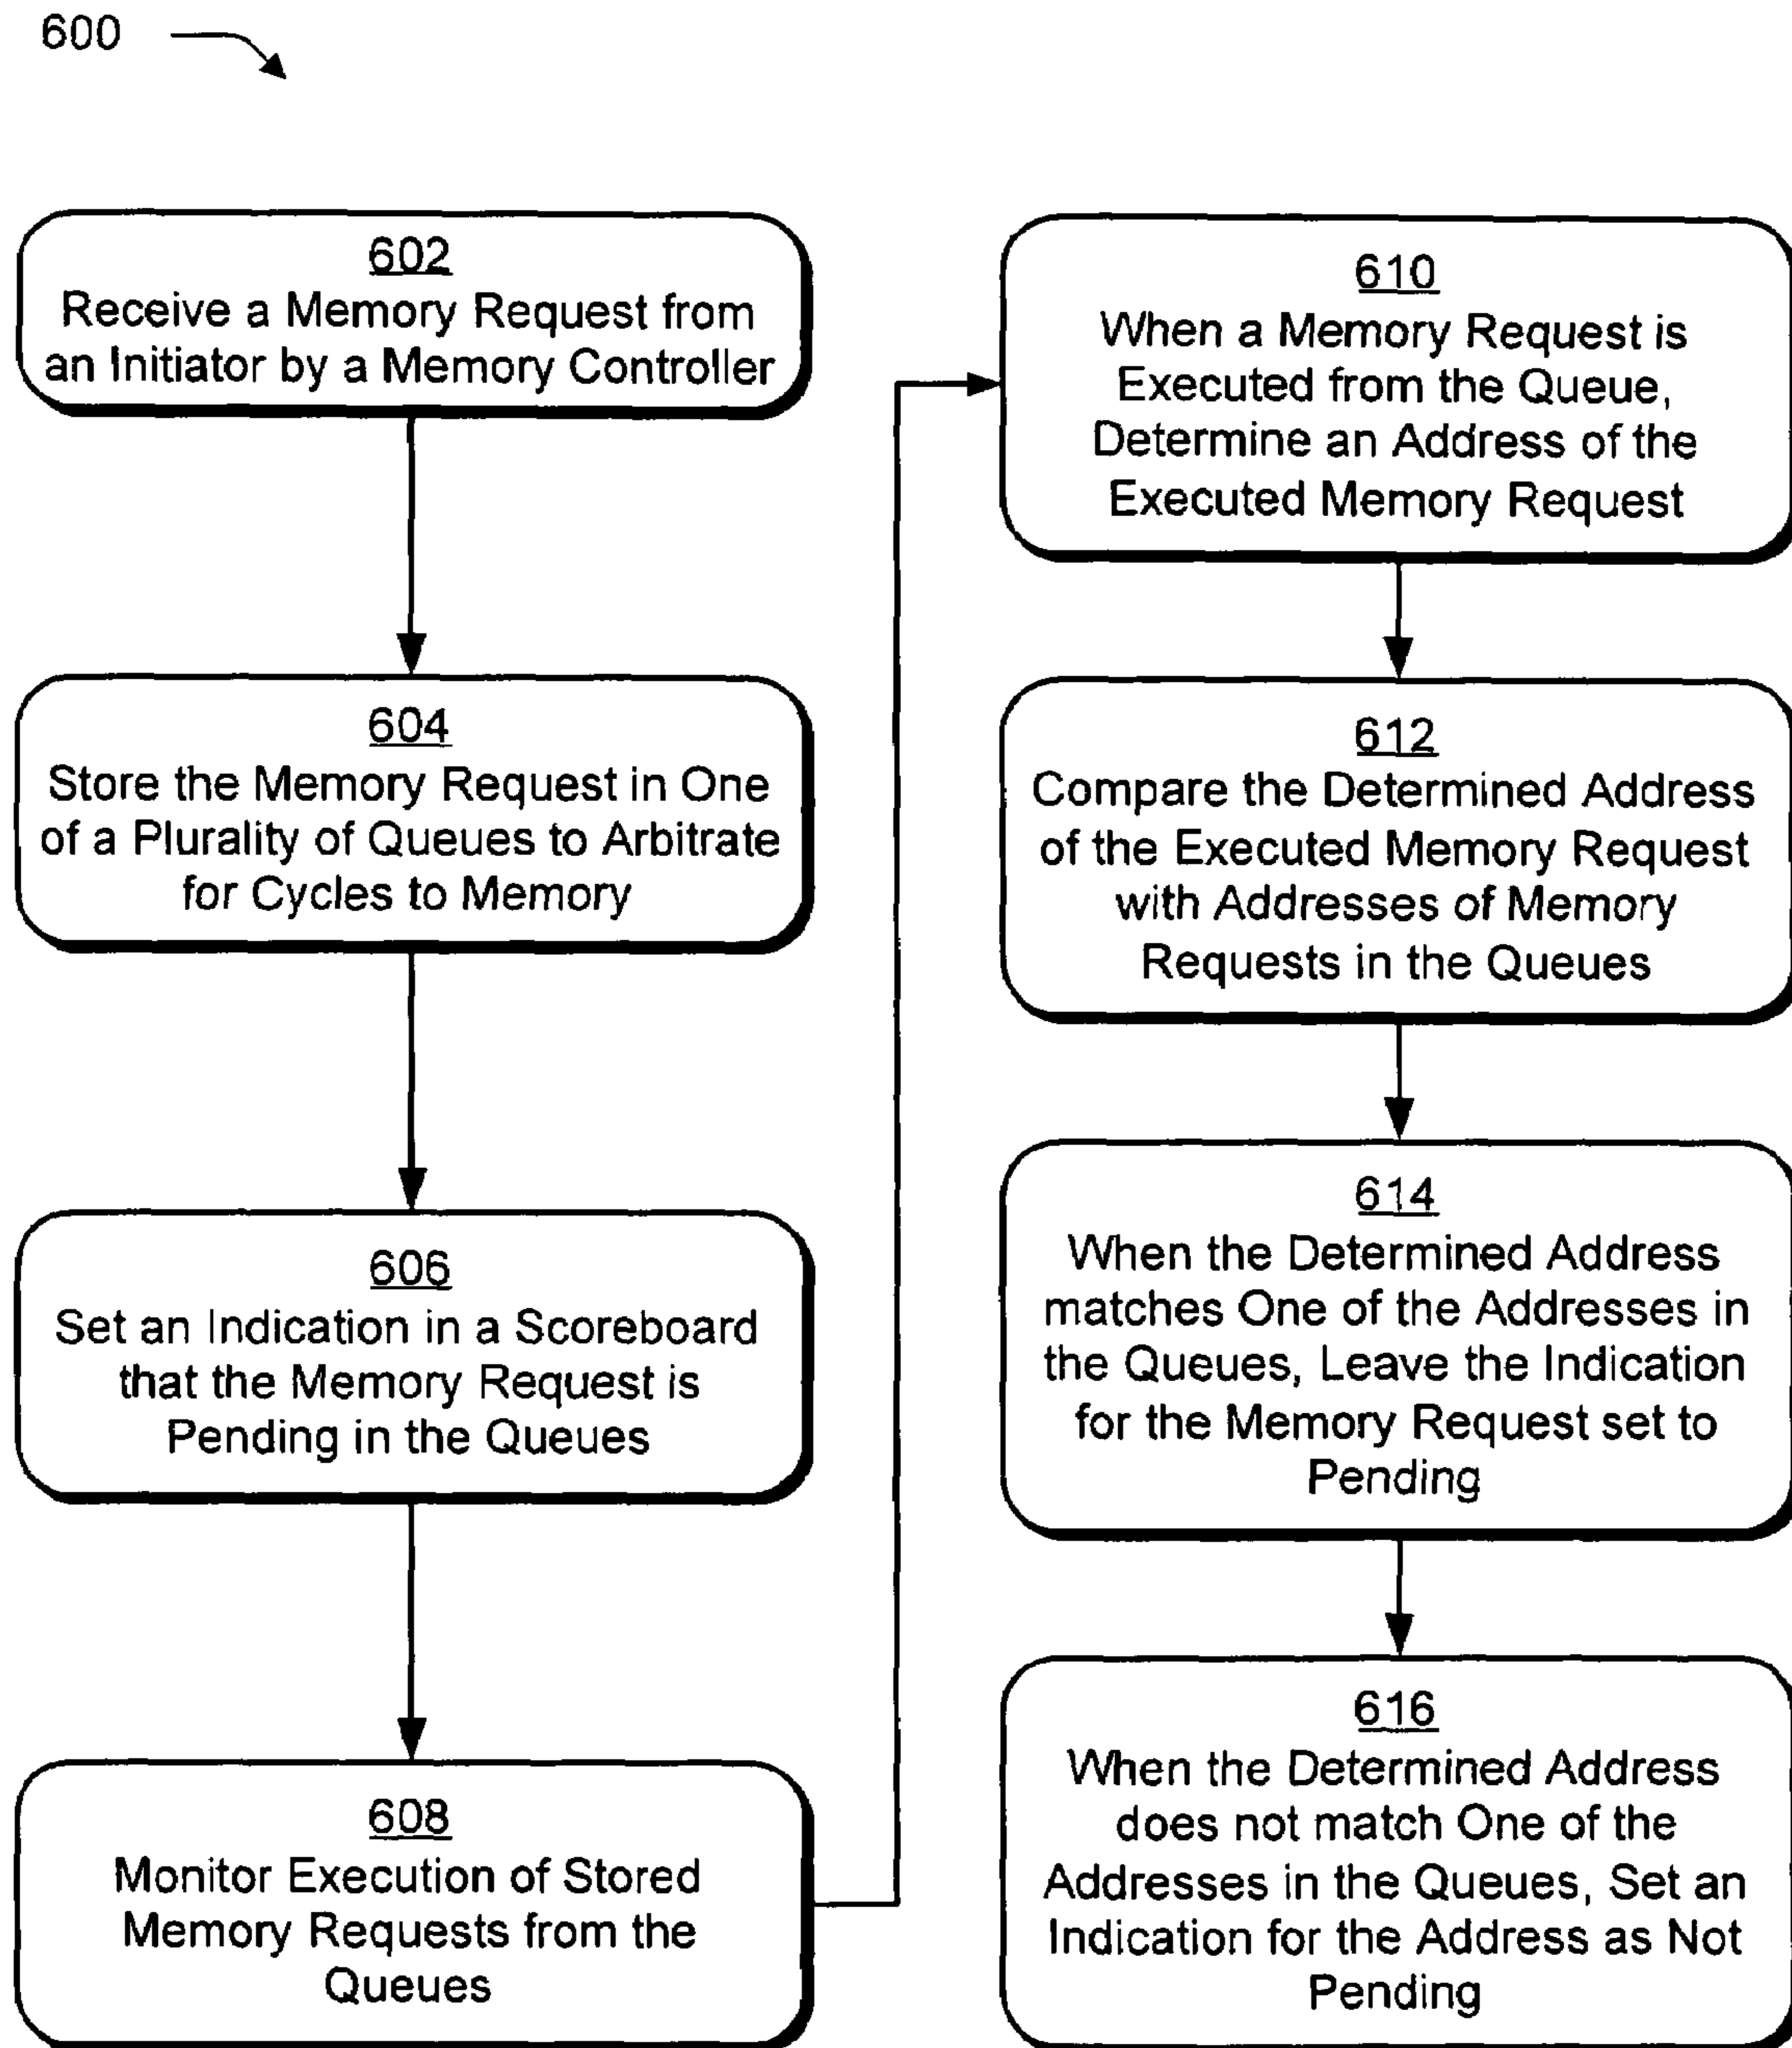 600
602
Receive a Memory Request from
an Initiator by a Memory Controller
604
Store the Memory Request in One
of a Plurality of Queues to Arbitrate
for Cycles to Memory
606
Set an Indication in a Scoreboard
that the Memory Request is
Pending in the Queues
608
Monitor Execution of Stored
Memory Requests from the
Queues
610
When a Memory Request is
Executed from the Queue,
Determine an Address of the
Executed Memory Request
612
Compare the Determined Address
of the Executed Memory Request
with Addresses of Memory
Requests in the Queues
614
When the Determined Address
matches One of the Addresses in
the Queues, Leave the Indication
for the Memory Request set to
Pending
616
When the Determined Address
does not match One of the
Addresses in the Queues, Set an
Indication for the Address as Not
Pending